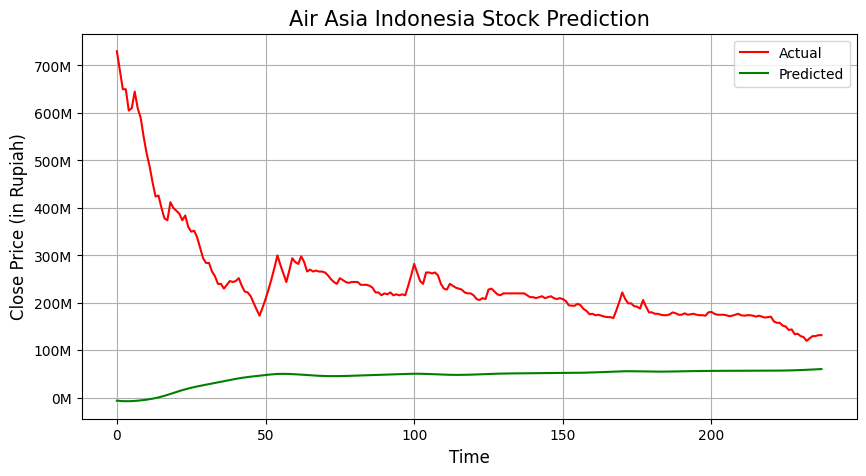 Air Asia Indonesia Stock Prediction
Actual
Predicted
700M
600M
500M
400M
300M
200M
100M
0M
Close Price (in Rupiah)
0
50
100
150
200
Time